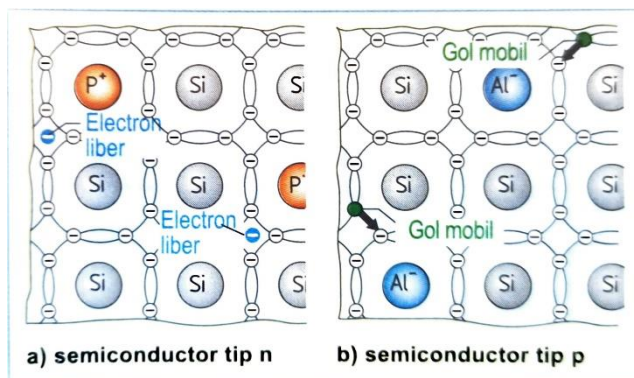 P+
Si
Si
Electron
liber
Si
Si
P
Electron
liber
Si
Si
Si
a) semiconductor tip n
Gol mobil
Si
Al−
Si
Si
Si
Si
Gol mobil
Al−
Si
Si
b) semiconductor tip p